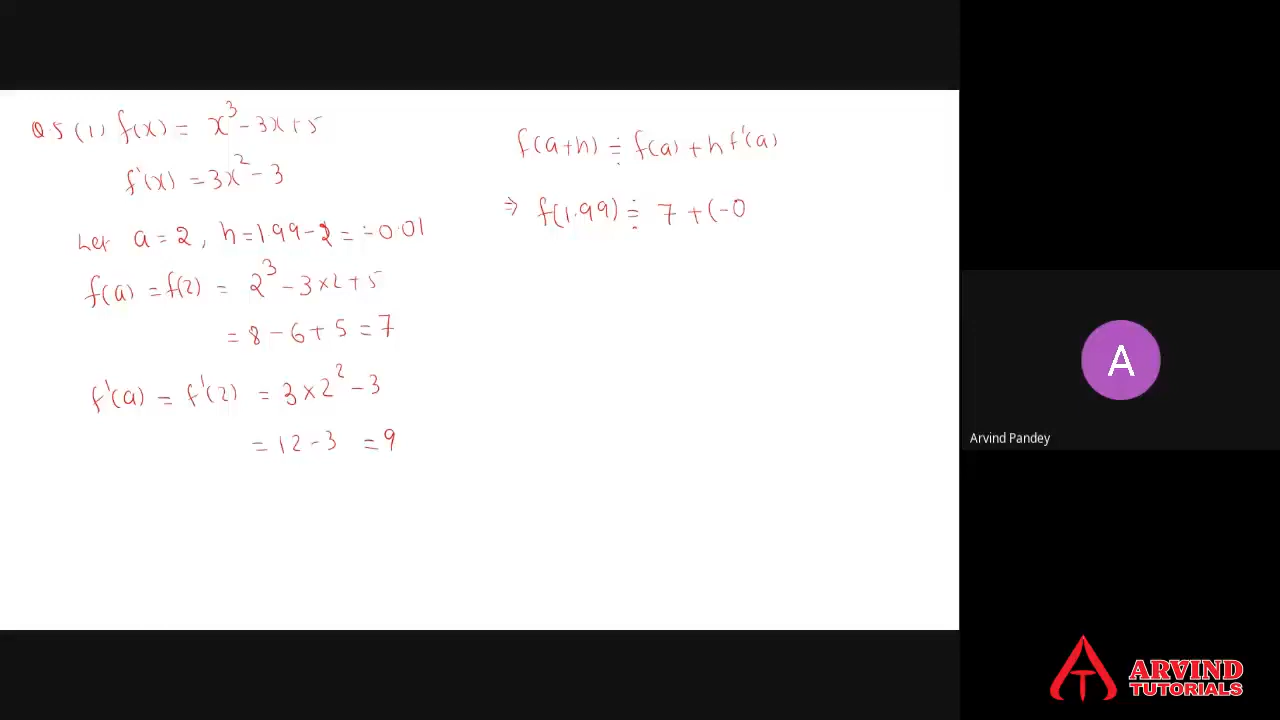 Q.5 (1) f(x) = x³ - 3x + 5
f'(x) = 3x² - 3
Let a = 2, h = 1.99 - 2 = -0.01
f(a) = f(2) = 2³ - 3×2 + 5
= 8 - 6 + 5 = 7
f'(a) = f'(2) = 3×2² - 3
= 12 - 3 = 9
f(a+h) ≑ f(a) + h f'(a)
⇒ f(1.99) ≑ 7 + (-0
A
Arvind Pandey
ARVIND
TUTORIALS